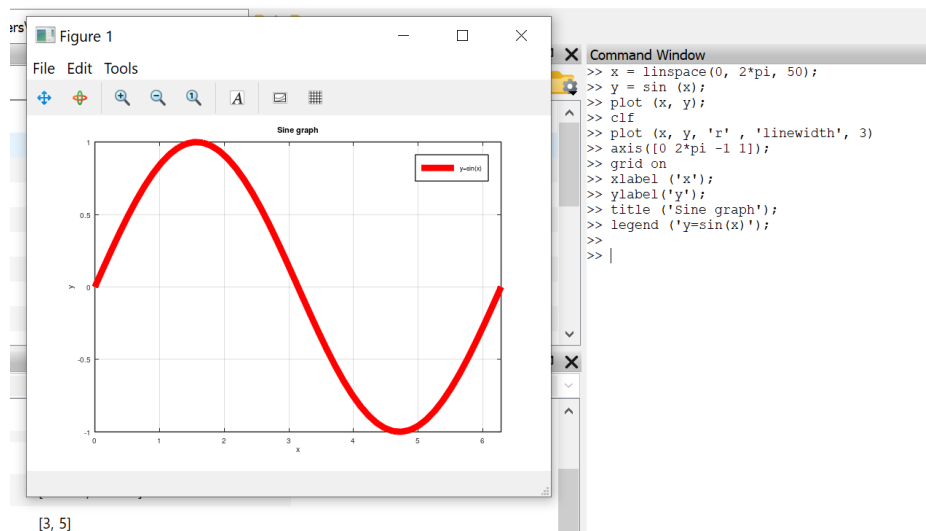 ers\
Figure 1
File Edit Tools
A
Sine graph
y=sin(x)
1
0.5
0
-0.5
-1
y
0 1 2 3 4 5 6
x
[3, 5]
Command Window
>> x = linspace(0, 2*pi, 50);
>> y = sin (x);
>> plot (x, y);
>> clf
>> plot (x, y, 'r' , 'linewidth', 3)
>> axis([0 2*pi -1 1]);
>> grid on
>> xlabel ('x');
>> ylabel('y');
>> title ('Sine graph');
>> legend ('y=sin(x)');
>>
>>